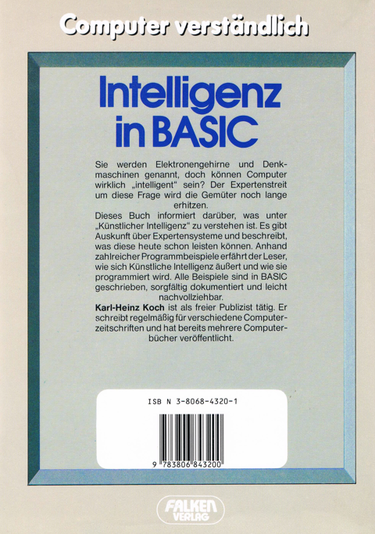 Computer verständlich
Intelligenz
in BASIC
Sie werden Elektronengehirne und Denk-
maschinen genannt, doch können Computer
wirklich „intelligent“ sein? Der Expertenstreit
um diese Frage wird die Gemüter noch lange
erhitzen.
Dieses Buch informiert darüber, was unter
„Künstlicher Intelligenz“ zu verstehen ist. Es gibt
Auskunft über Expertensysteme und beschreibt,
was diese heute schon leisten können. Anhand
zahlreicher Programmbeispiele erfährt der Leser,
wie sich Künstliche Intelligenz äußert und wie sie
programmiert wird. Alle Beispiele sind in BASIC
geschrieben, sorgfältig dokumentiert und leicht
nachvollziehbar.
Karl-Heinz Koch ist als freier Publizist tätig. Er
schreibt regelmäßig für verschiedene Computer-
zeitschriften und hat bereits mehrere Computer-
bücher veröffentlicht.
ISB N 3-8068-4320-1
9 783806 843200
FALKEN
VERLAG